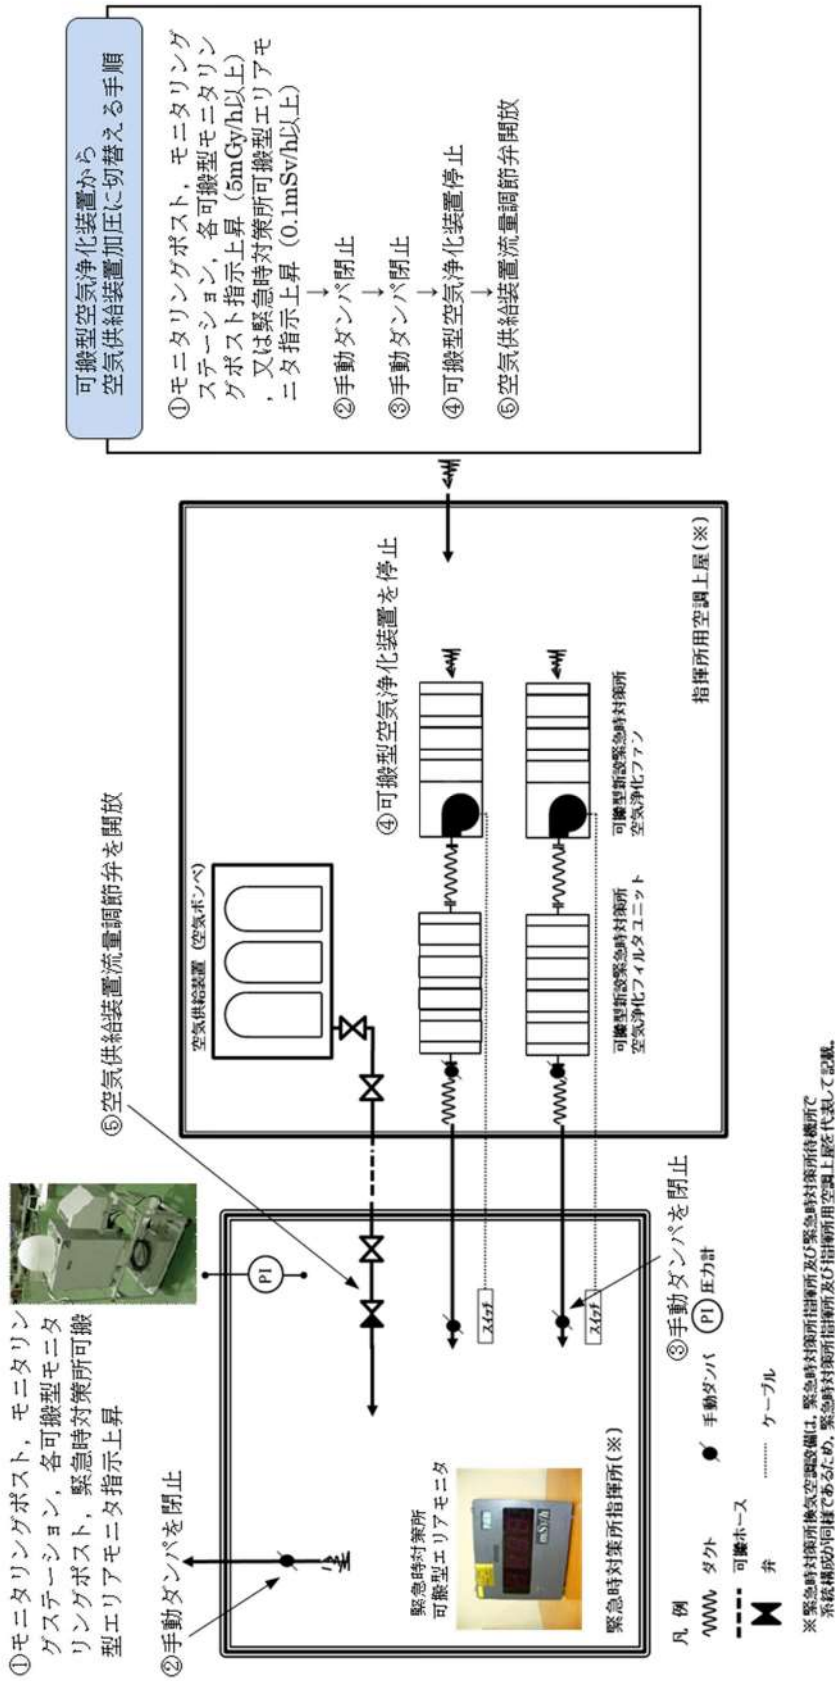 ①モニタリングポスト，モニタリン
グステーション，各可搬型モニタ
リングポスト，緊急時対策所可搬
型エリアモニタ指示上昇
②手動ダンパを閉止
⑤空気供給装置流量調節弁を開放
PI
空気供給装置（空気ボンベ）
④可搬型空気浄化装置を停止
スイッチ
スイッチ
③手動ダンパを閉止
緊急時対策所
可搬型エリアモニタ
緊急時対策所指揮所(※)
可搬型新設緊急時対策所
空気浄化フィルタユニット
可搬型新設緊急時対策所
空気浄化ファン
指揮所用空調上屋(※)
凡 例
ダクト
手動ダンパ
PI 圧力計
可搬ホース
弁
ケーブル
※緊急時対策所換気空調設備は，緊急時対策所指揮所及び緊急時対策所待機所で
系統構成が同様であるため，緊急時対策所指揮所及び指揮所用空調上屋を代表して記載。
可搬型空気浄化装置から
空気供給装置加圧に切替える手順
①モニタリングポスト，モニタリング
ステーション，各可搬型モニタリン
グポスト指示上昇（5mGy/h以上）
，又は緊急時対策所可搬型エリアモ
ニタ指示上昇（0.1mSv/h以上）
↓
②手動ダンパ閉止
↓
③手動ダンパ閉止
↓
④可搬型空気浄化装置停止
↓
⑤空気供給装置流量調節弁開放